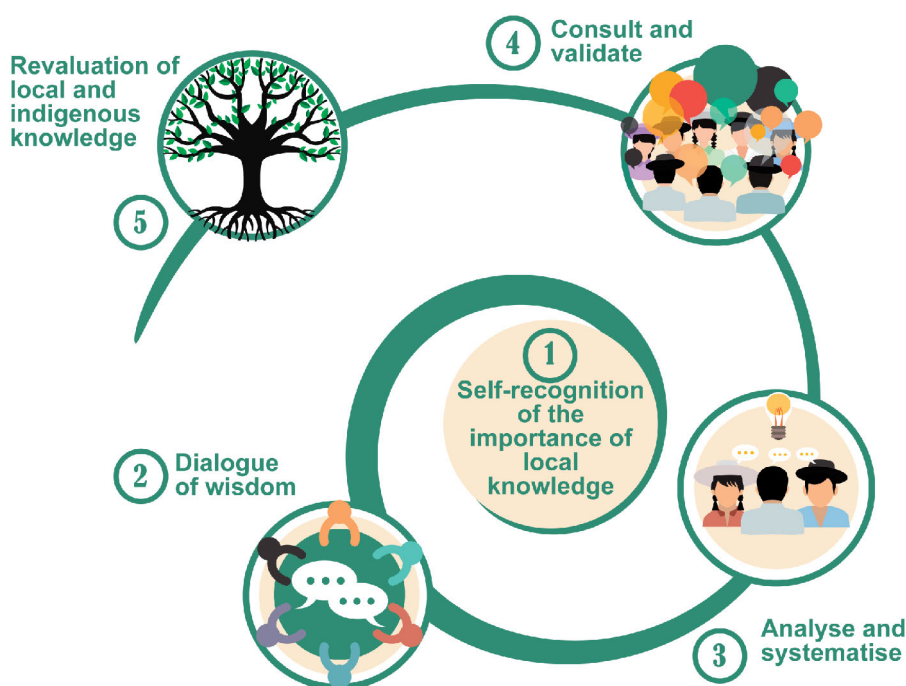 1
Self-recognition
of the
importance of
local
knowledge
2
Dialogue
of wisdom
3
Analyse and
systematise
4
Consult and
validate
5
Revaluation of
local and
indigenous
knowledge